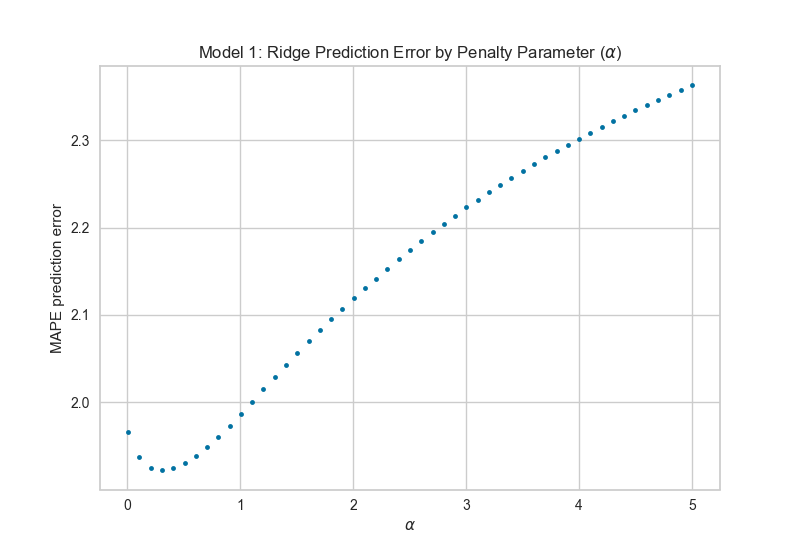 Model 1: Ridge Prediction Error by Penalty Parameter (α)
MAPE prediction error
2.3
2.2
2.1
2.0
0 1 2 3 4 5
α